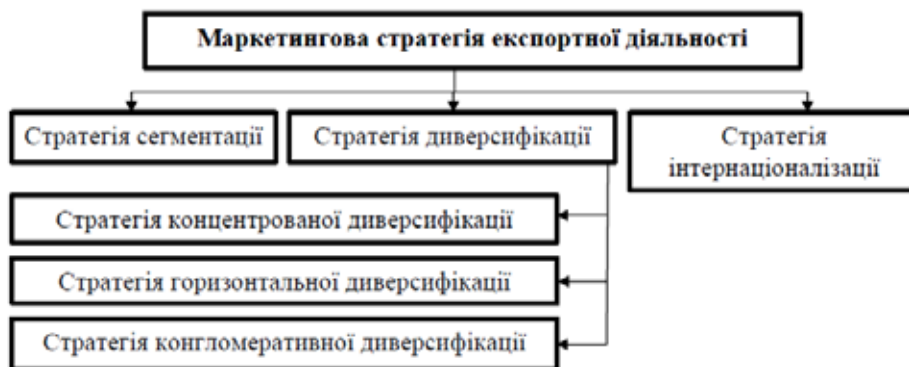 Маркетингова стратегія експортної діяльності
Стратегія сегментації
Стратегія диверсифікації
Стратегія
інтернаціоналізації
Стратегія концентрованої диверсифікації
Стратегія горизонтальної диверсифікації
Стратегія конгломеративної диверсифікації